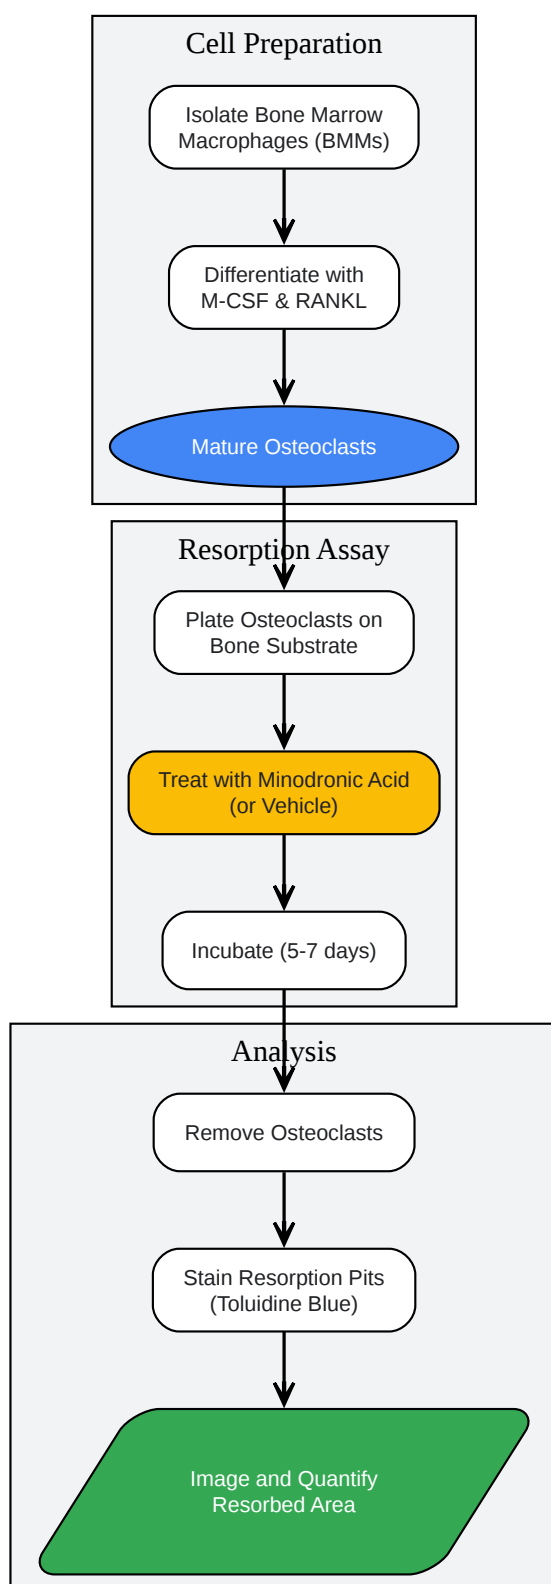 Cell Preparation
Isolate Bone Marrow
Macrophages (BMMs)
Differentiate with
M-CSF & RANKL
Mature Osteoclasts
Resorption Assay
Plate Osteoclasts on
Bone Substrate
Treat with Minodronic Acid
(or Vehicle)
Incubate (5-7 days)
Analysis
Remove Osteoclasts
Stain Resorption Pits
(Toluidine Blue)
Image and Quantify
Resorbed Area